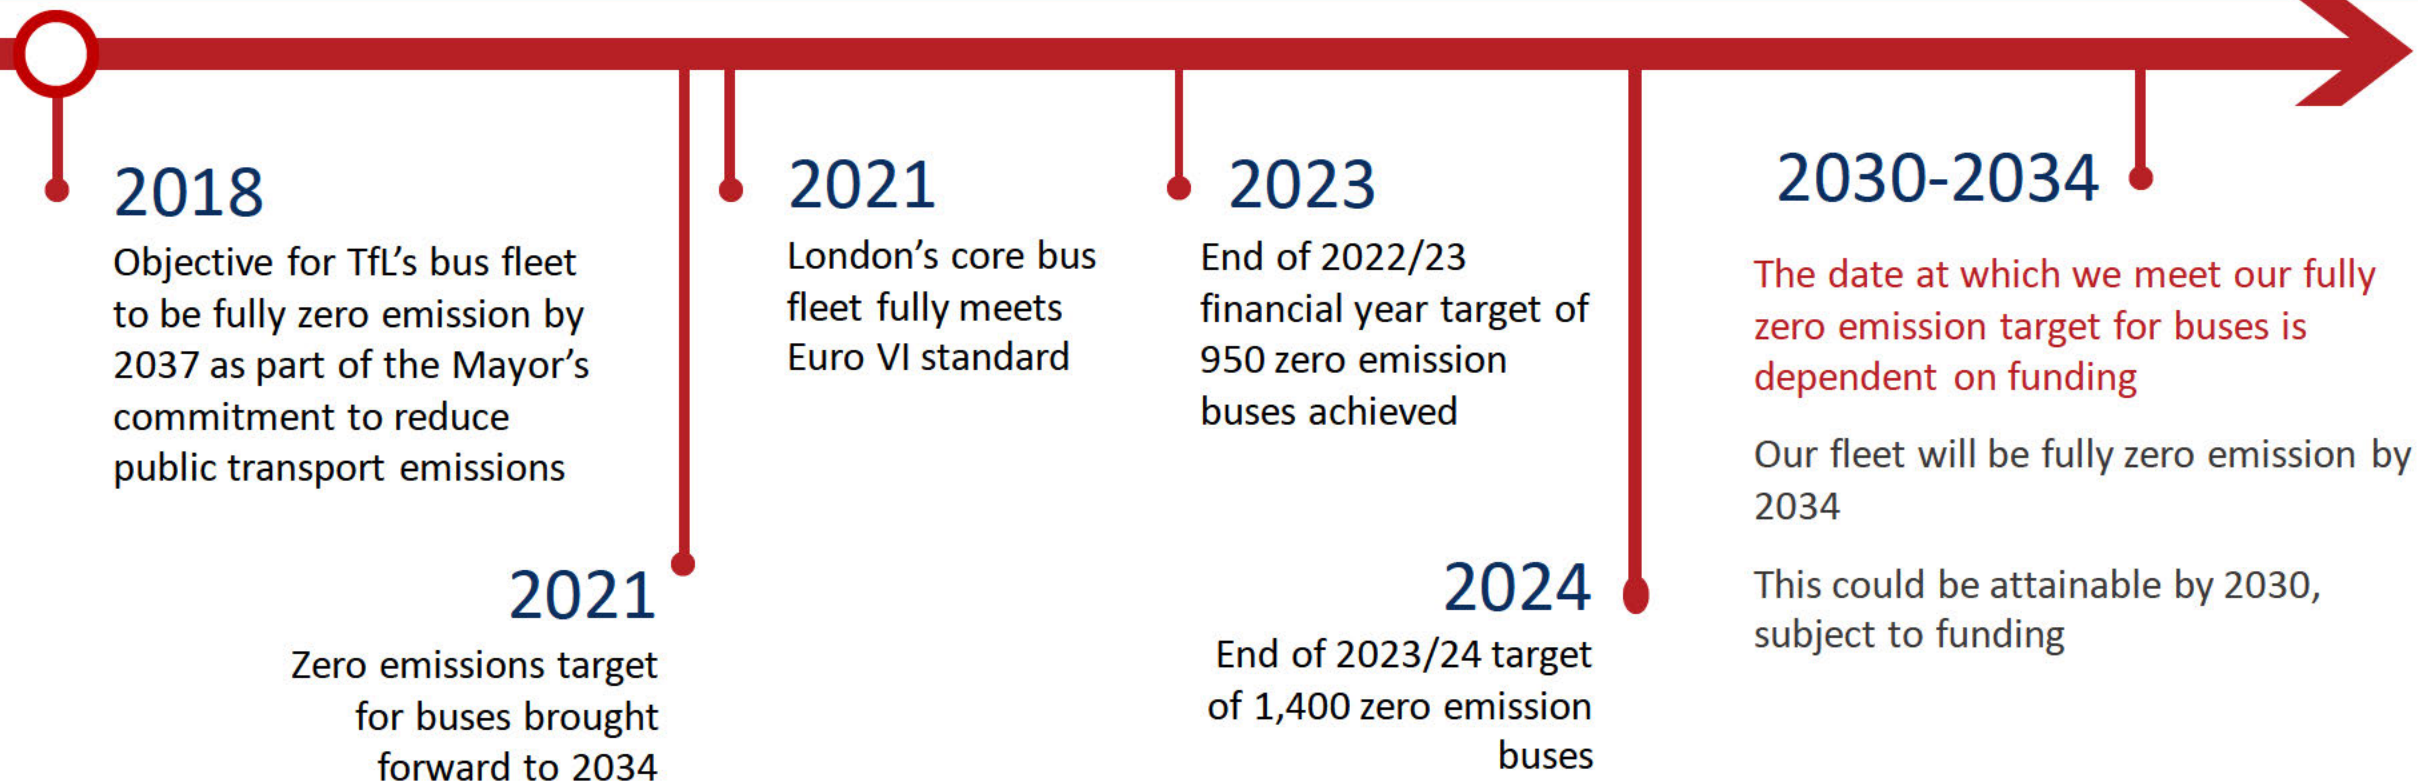 2018
Objective for TfL's bus fleet
to be fully zero emission by
2037 as part of the Mayor's
commitment to reduce
public transport emissions
2021
Zero emissions target
for buses brought
forward to 2034
2021
London's core bus
fleet fully meets
Euro VI standard
2023
End of 2022/23
financial year target of
950 zero emission
buses achieved
2024
End of 2023/24 target
of 1,400 zero emission
buses
2030-2034
The date at which we meet our fully
zero emission target for buses is
dependent on funding
Our fleet will be fully zero emission by
2034
This could be attainable by 2030,
subject to funding